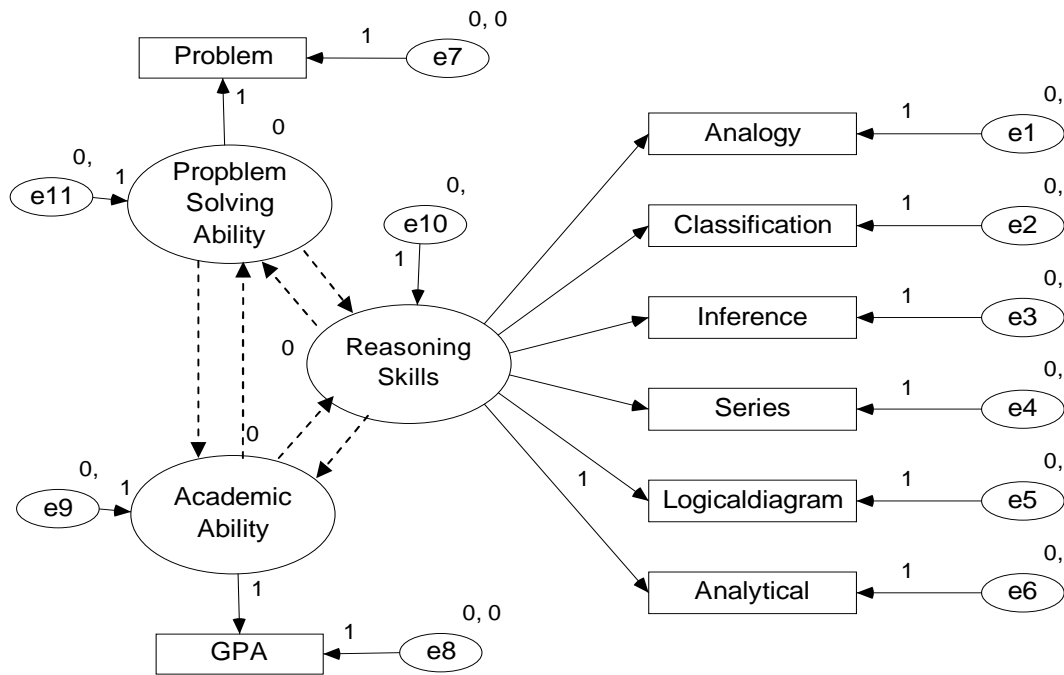 0, 0
Problem
1
e7
1
0
0,
1
e11
Propblem
Solving
Ability
0,
e10
1
0
Reasoning
Skills
0
0,
1
e9
Academic
Ability
1
GPA
1
0, 0
e8
Analogy
1
0,
e1
Classification
1
0,
e2
Inference
1
0,
e3
Series
1
0,
e4
1
Logicaldiagram
1
0,
e5
Analytical
1
0,
e6